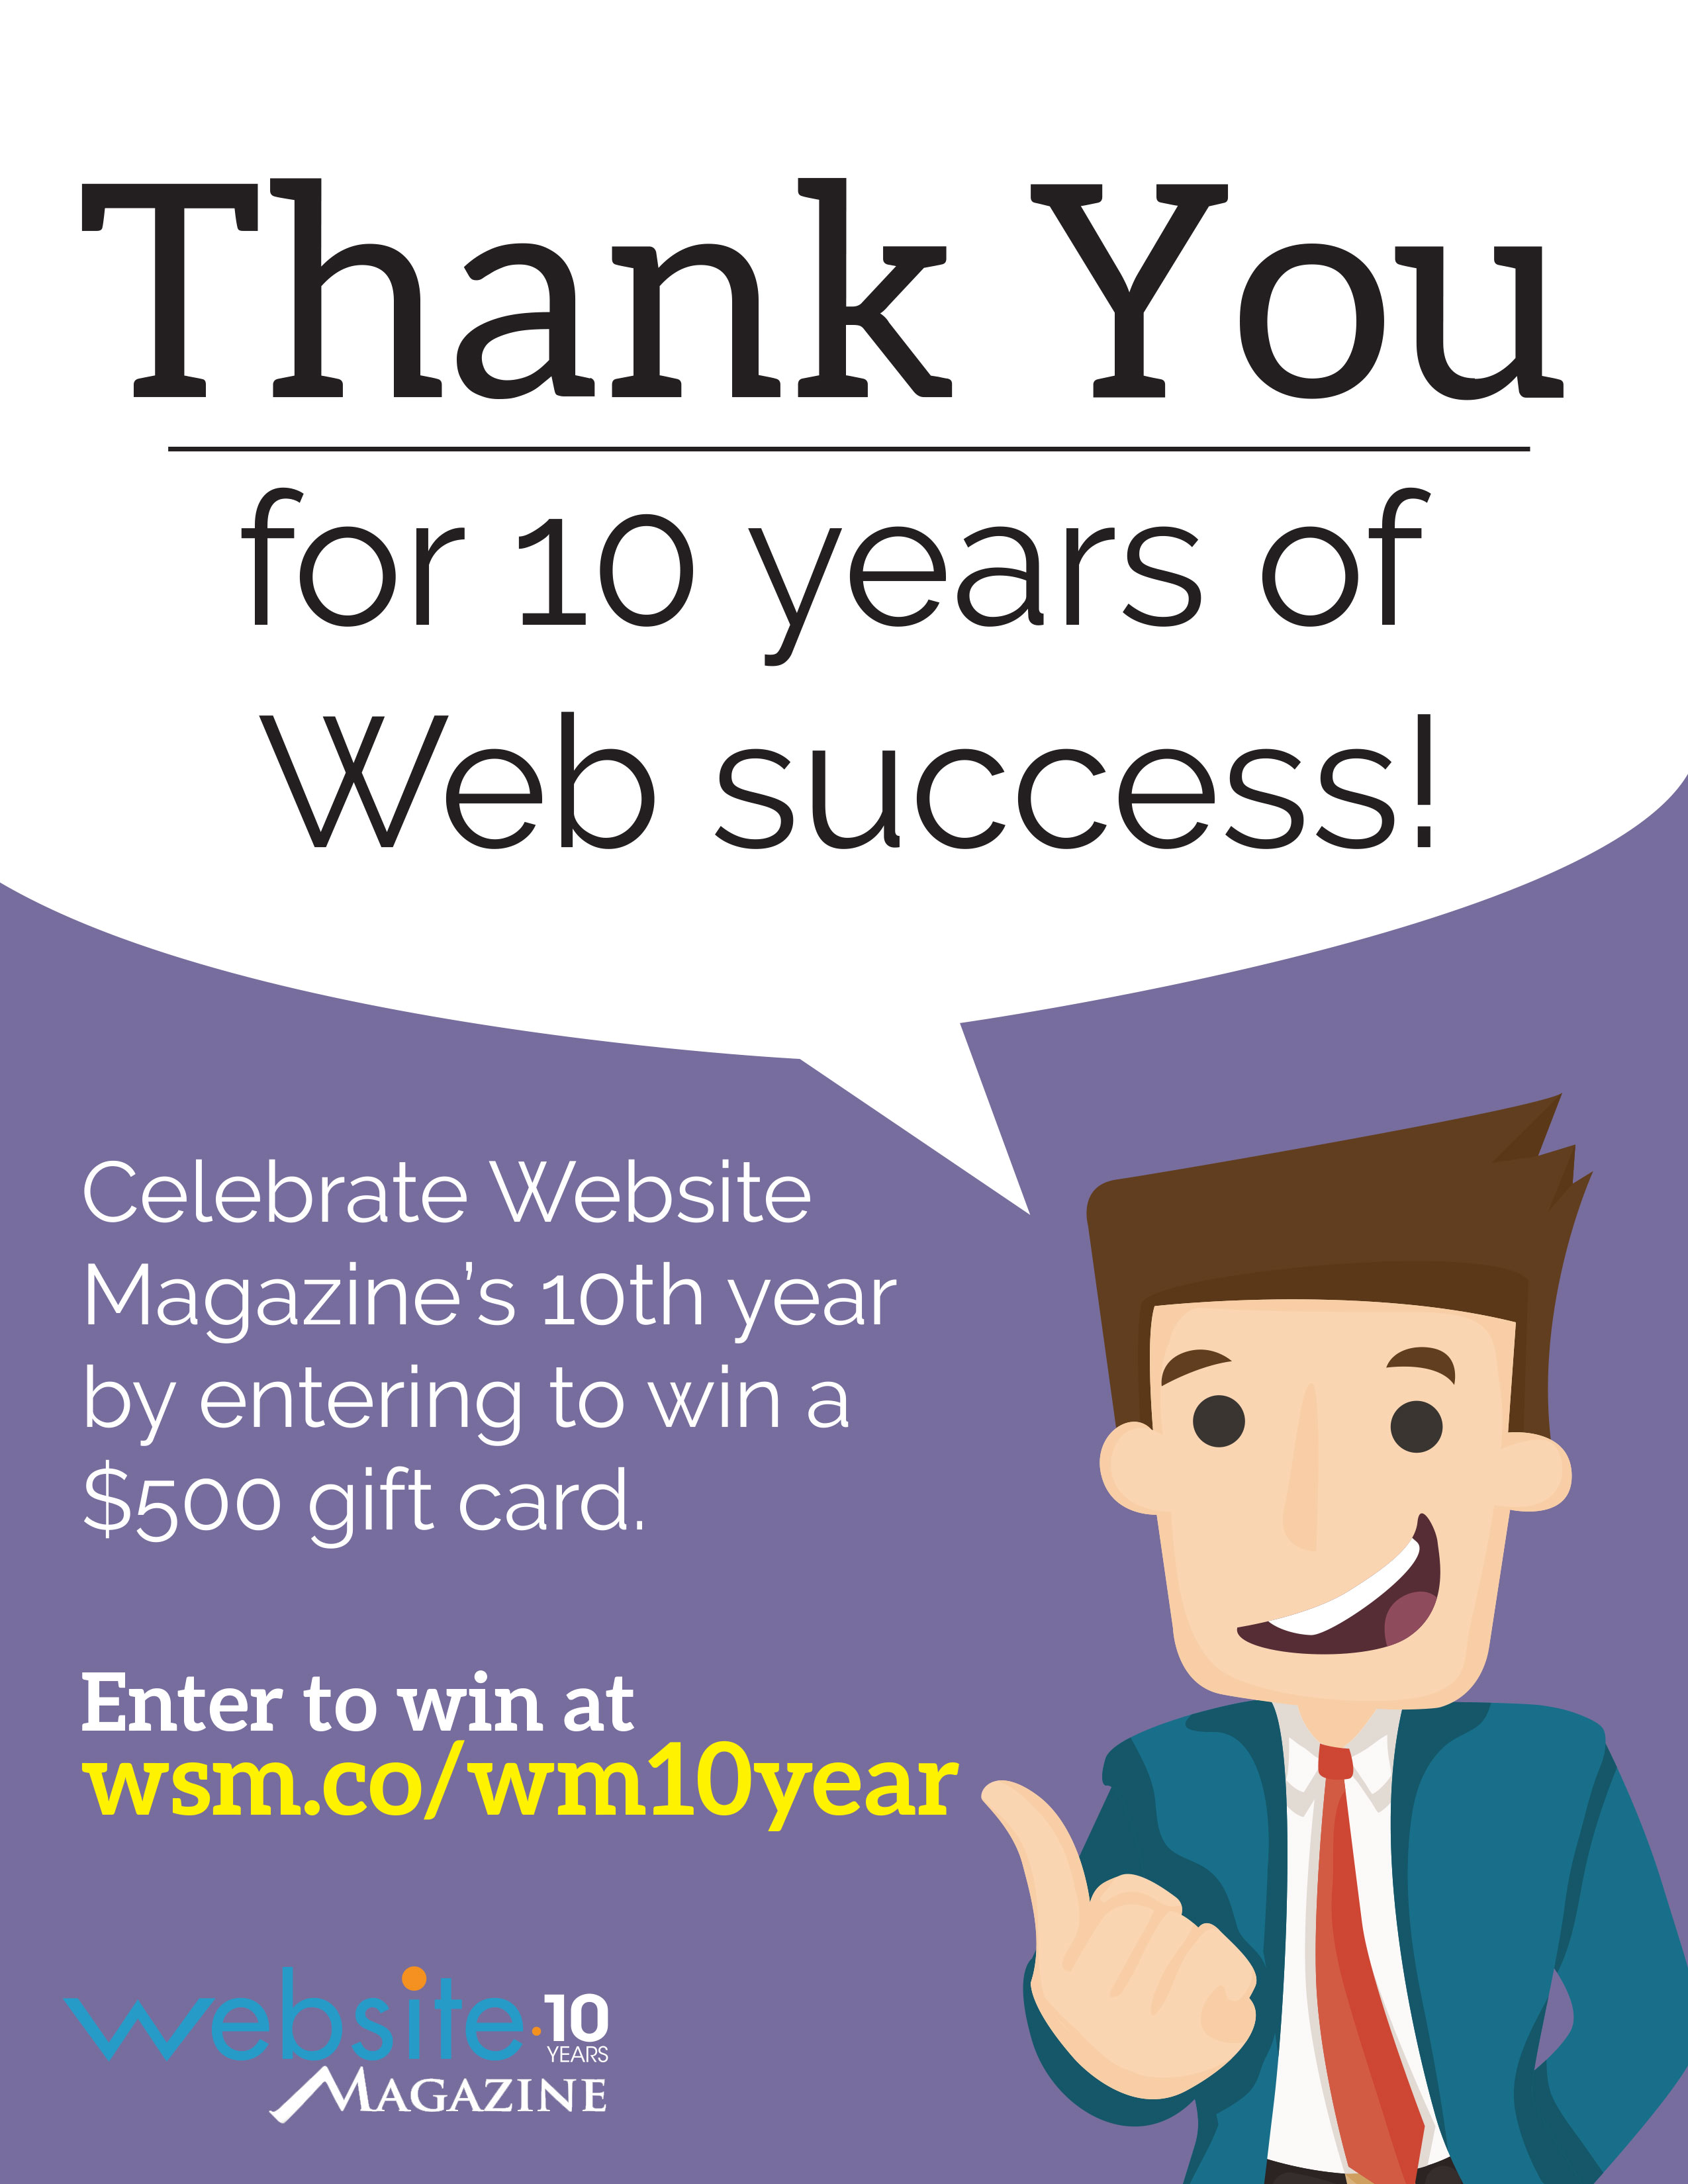 Thank You
for 10 years of
Web success!
Celebrate Website
Magazine’s 10th year
by entering to win a
$500 gift card.
Enter to win at
wsm.co/wm10year
website.10
YEARS
MAGAZINE